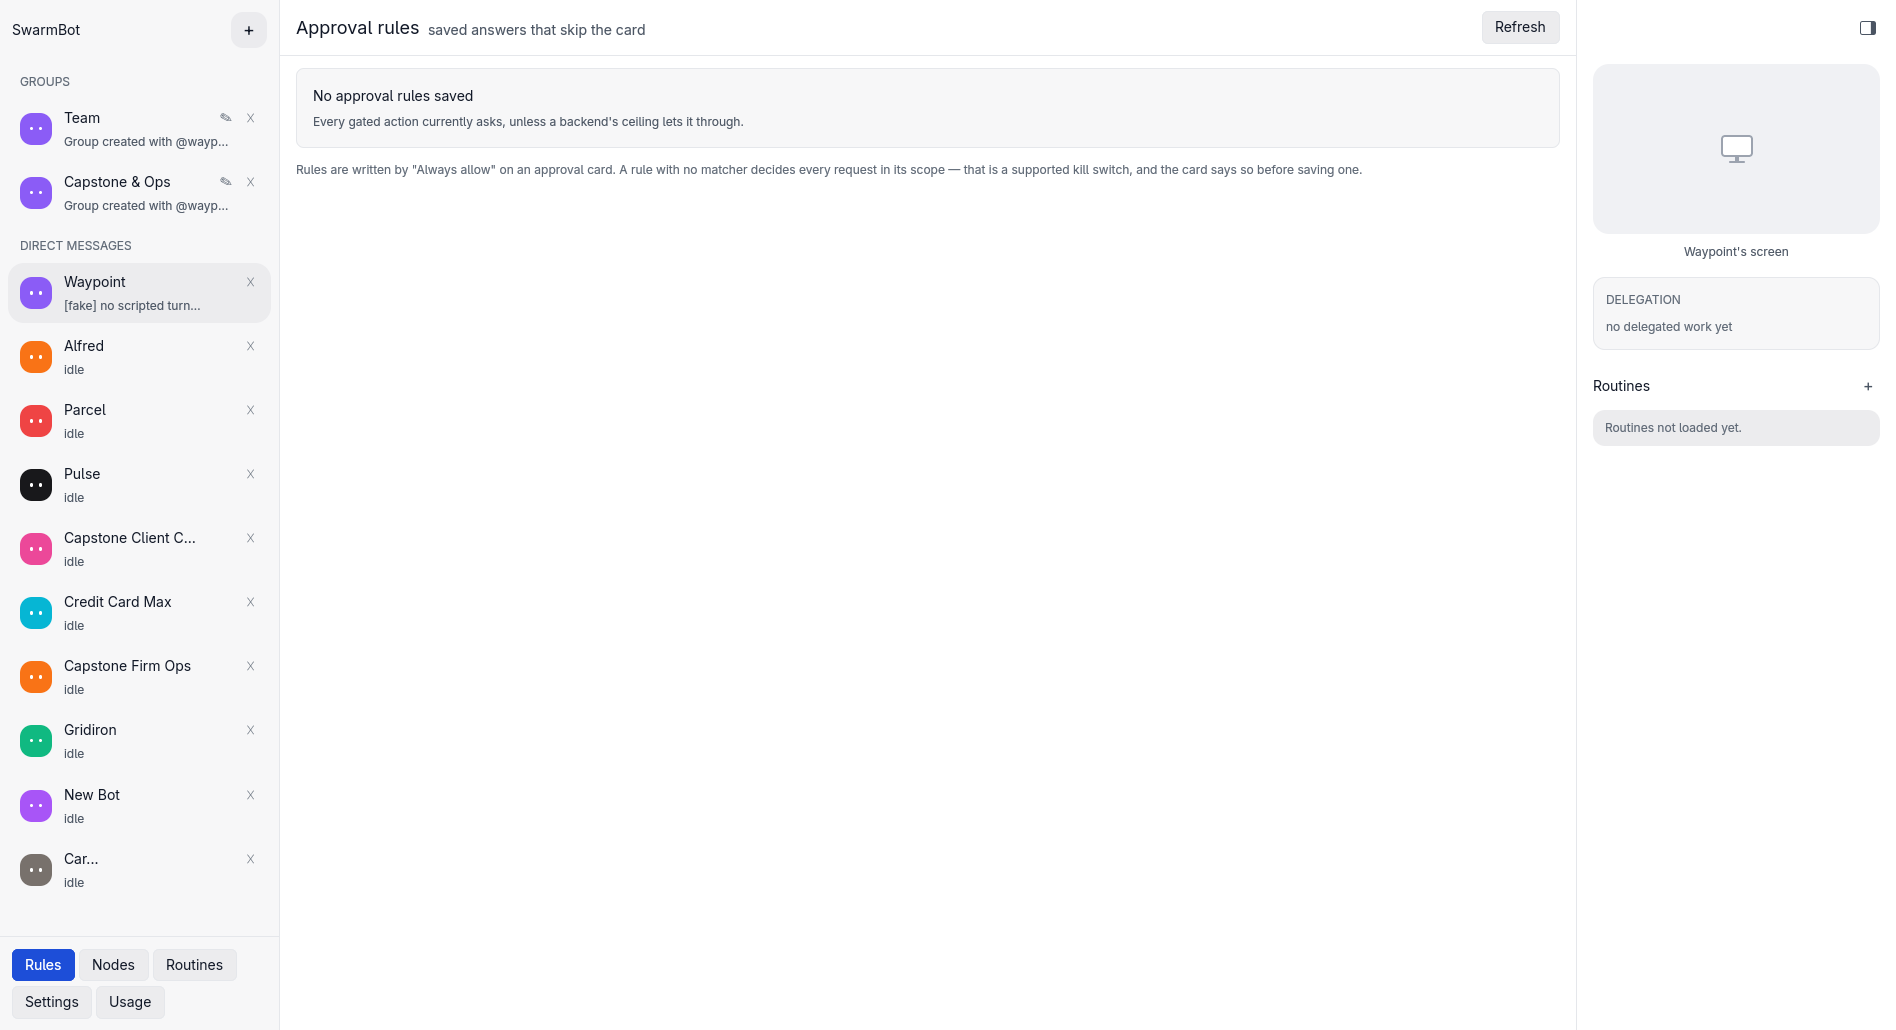 SwarmBot
+
GROUPS
Team
✎ X
Group created with @wayp...
Capstone & Ops
✎ X
Group created with @wayp...
DIRECT MESSAGES
Waypoint
X
[fake] no scripted turn...
Alfred
X
idle
Parcel
X
idle
Pulse
X
idle
Capstone Client C...
X
idle
Credit Card Max
X
idle
Capstone Firm Ops
X
idle
Gridiron
X
idle
New Bot
X
idle
Car...
X
idle
Rules Nodes Routines
Settings Usage
Approval rules saved answers that skip the card
Refresh
No approval rules saved
Every gated action currently asks, unless a backend's ceiling lets it through.
Rules are written by "Always allow" on an approval card. A rule with no matcher decides every request in its scope — that is a supported kill switch, and the card says so before saving one.
Waypoint's screen
DELEGATION
no delegated work yet
Routines +
Routines not loaded yet.